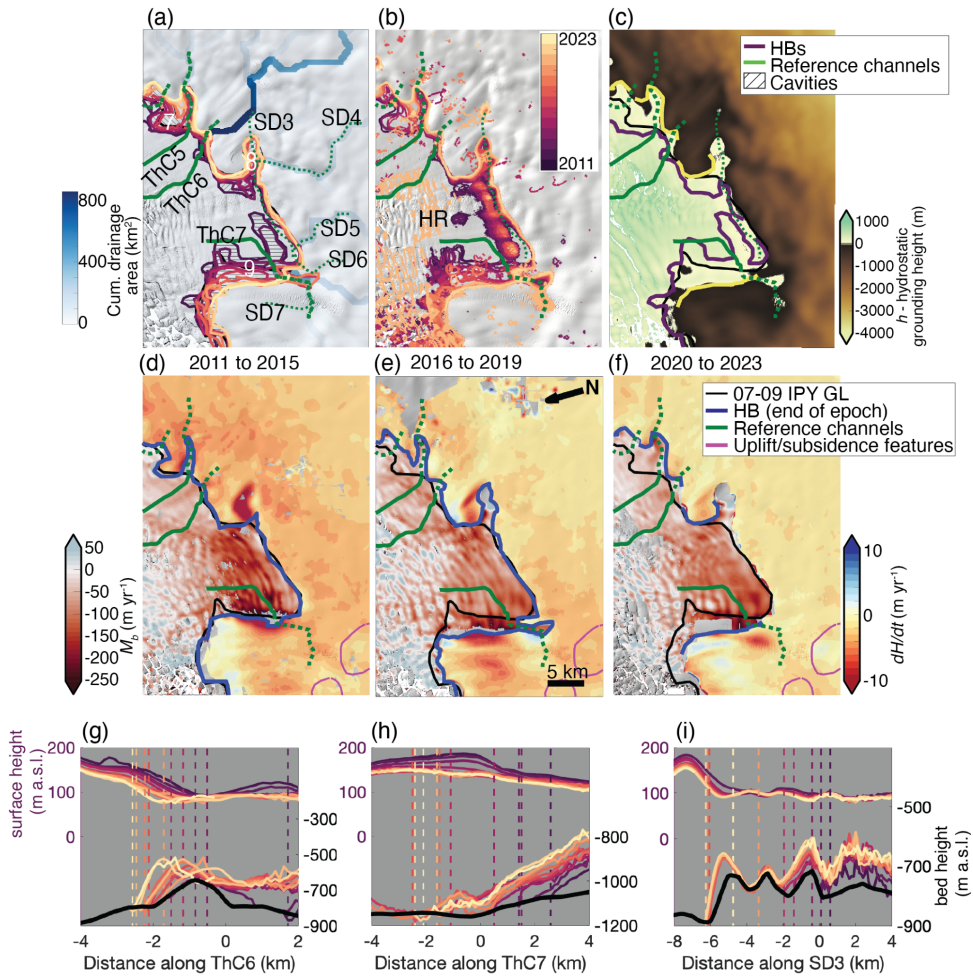 (a)
(b)
(c)
2023
2011
HBs
Reference channels
Cavities
7
SD3
SD4
8
ThC5
ThC6
ThC7
SD5
SD6
9
SD7
HR
800
400
0
Cum. drainage
area (km²)
1000
0
-1000
-2000
-3000
-4000
h - hydrostatic
grounding height (m)
(d) 2011 to 2015
(e) 2016 to 2019
(f) 2020 to 2023
N
07-09 IPY GL
HB (end of epoch)
Reference channels
Uplift/subsidence features
50
0
-50
-100
-150
-200
-250
M_b (m yr⁻¹)
5 km
10
5
0
-5
-10
dH/dt (m yr⁻¹)
(g)
(h)
(i)
surface height
(m a.s.l.)
200
100
0
-300
-500
-700
-900
-4 -2 0 2
Distance along ThC6 (km)
200
100
0
-800
-1000
-1200
-4 -2 0 2 4
Distance along ThC7 (km)
200
100
0
-500
-700
-900
bed height
(m a.s.l.)
-8 -6 -4 -2 0 2 4
Distance along SD3 (km)